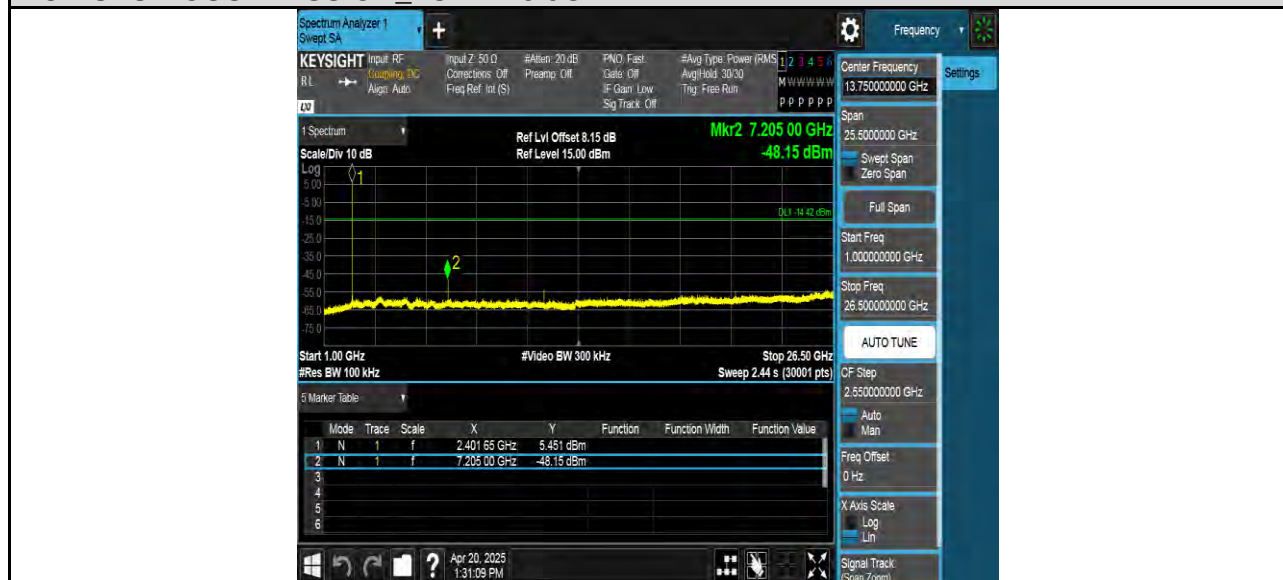 Spectrum Analyzer 1
Swept SA
+
Frequency
KEYSIGHT
Input: RF
Input Z: 50 Ω
#Atten: 20 dB
PNO: Fast
#Avg Type: Power (RMS
1 2 3 4 5 6
Center Frequency
Settings
RL
Coupling: DC
Corrections: Off
Preamp: Off
Gate: Off
Avg|Hold: 30/30
M W W W W W
13.750000000 GHz
Align: Auto
Freq Ref: Int (S)
IF Gain: Low
Trig: Free Run
LXI
Sig Track: Off
P P P P P P
Span
25.5000000 GHz
1 Spectrum
Ref Lvl Offset 8.15 dB
Mkr2 7.205 00 GHz
Scale/Div 10 dB
Ref Level 15.00 dBm
-48.15 dBm
Swept Span
Zero Span
Log
1
5.00
-5.00
DL1 -14.42 dBm
Full Span
-15.0
-25.0
Start Freq
-35.0
2
1.000000000 GHz
-45.0
-55.0
Stop Freq
-65.0
26.500000000 GHz
-75.0
AUTO TUNE
Start 1.00 GHz
#Video BW 300 kHz
Stop 26.50 GHz
#Res BW 100 kHz
Sweep 2.44 s (30001 pts)
CF Step
2.550000000 GHz
5 Marker Table
Auto
Man
Mode Trace Scale X Y Function Function Width Function Value
1 N 1 f 2.401 65 GHz 5.451 dBm
2 N 1 f 7.205 00 GHz -48.15 dBm
Freq Offset
0 Hz
3
4
5
6
X Axis Scale
Log
Lin
?
Apr 20, 2025
1:31:09 PM
Signal Track
(Span Zoom)